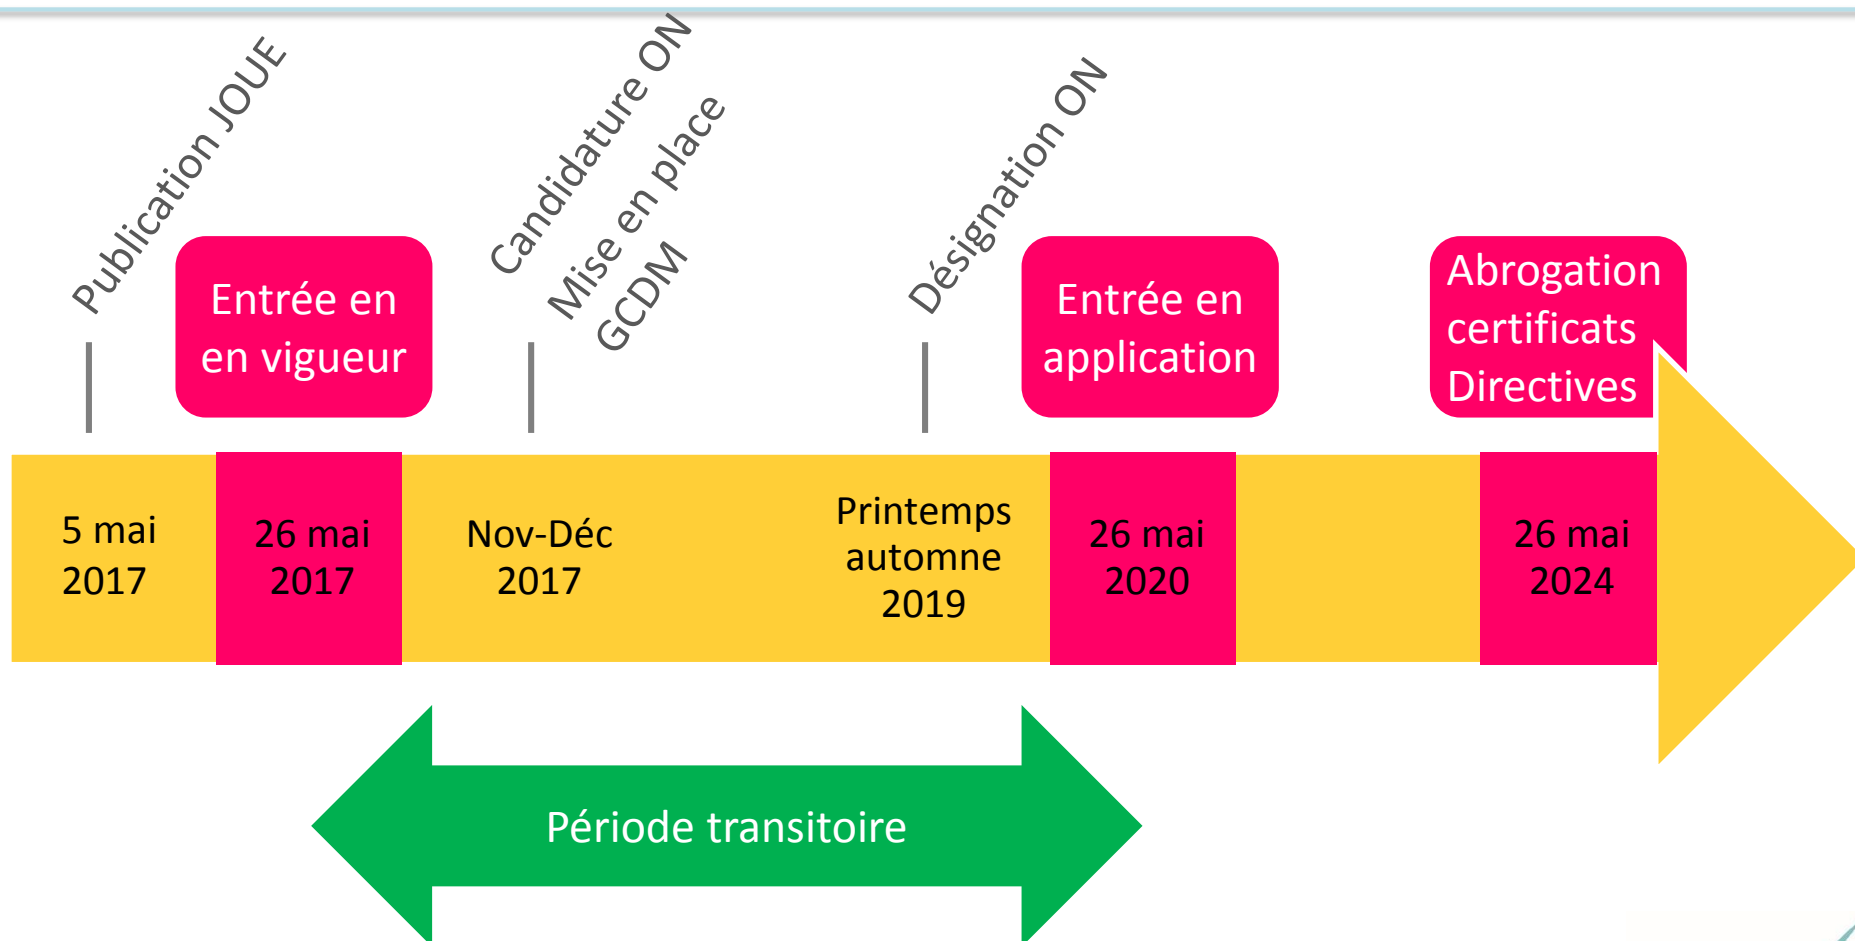 Publication JOUE
Entrée en
en vigueur
Candidature ON
Mise en place
GCDM
Désignation ON
Entrée en
application
Abrogation
certificats
Directives
5 mai
2017
26 mai
2017
Nov-Déc
2017
Printemps
automne
2019
26 mai
2020
26 mai
2024
Période transitoire